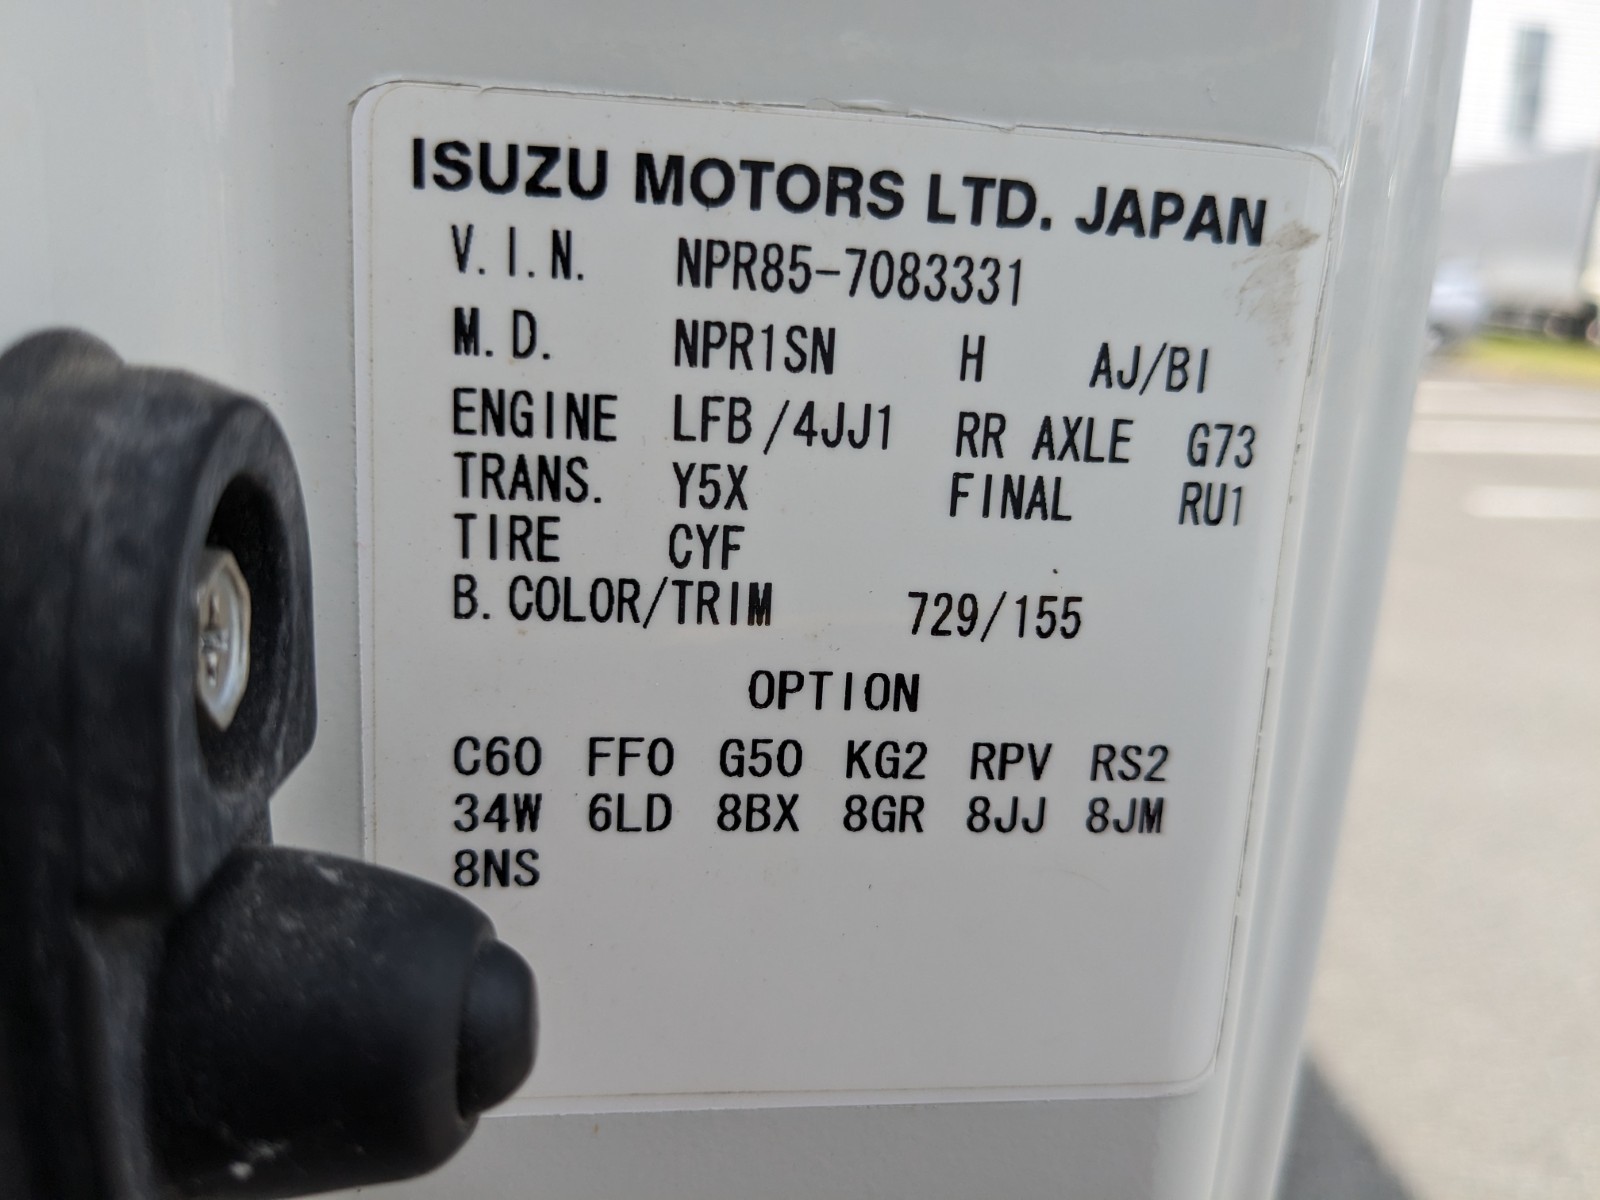 ISUZU MOTORS LTD. JAPAN
V.I.N. NPR85-7083331
M.D. NPR1SN H AJ/BI
ENGINE LFB/4JJ1 RR AXLE G73
TRANS. Y5X FINAL RU1
TIRE CYF
B.COLOR/TRIM 729/155
OPTION
C60 FF0 G50 KG2 RPV RS2
34W 6LD 8BX 8GR 8JJ 8JM
8NS